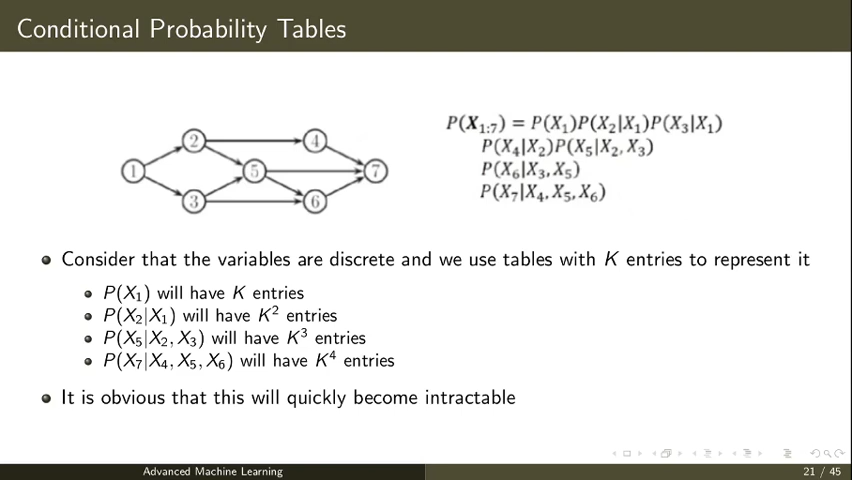 Conditional Probability Tables
2
4
1
5
7
3
6
P(X₁:₇) = P(X₁)P(X₂|X₁)P(X₃|X₁)
P(X₄|X₂)P(X₅|X₂, X₃)
P(X₆|X₃, X₅)
P(X₇|X₄, X₅, X₆)
Consider that the variables are discrete and we use tables with K entries to represent it
P(X₁) will have K entries
P(X₂|X₁) will have K² entries
P(X₅|X₂, X₃) will have K³ entries
P(X₇|X₄, X₅, X₆) will have K⁴ entries
It is obvious that this will quickly become intractable
Advanced Machine Learning
21 / 45